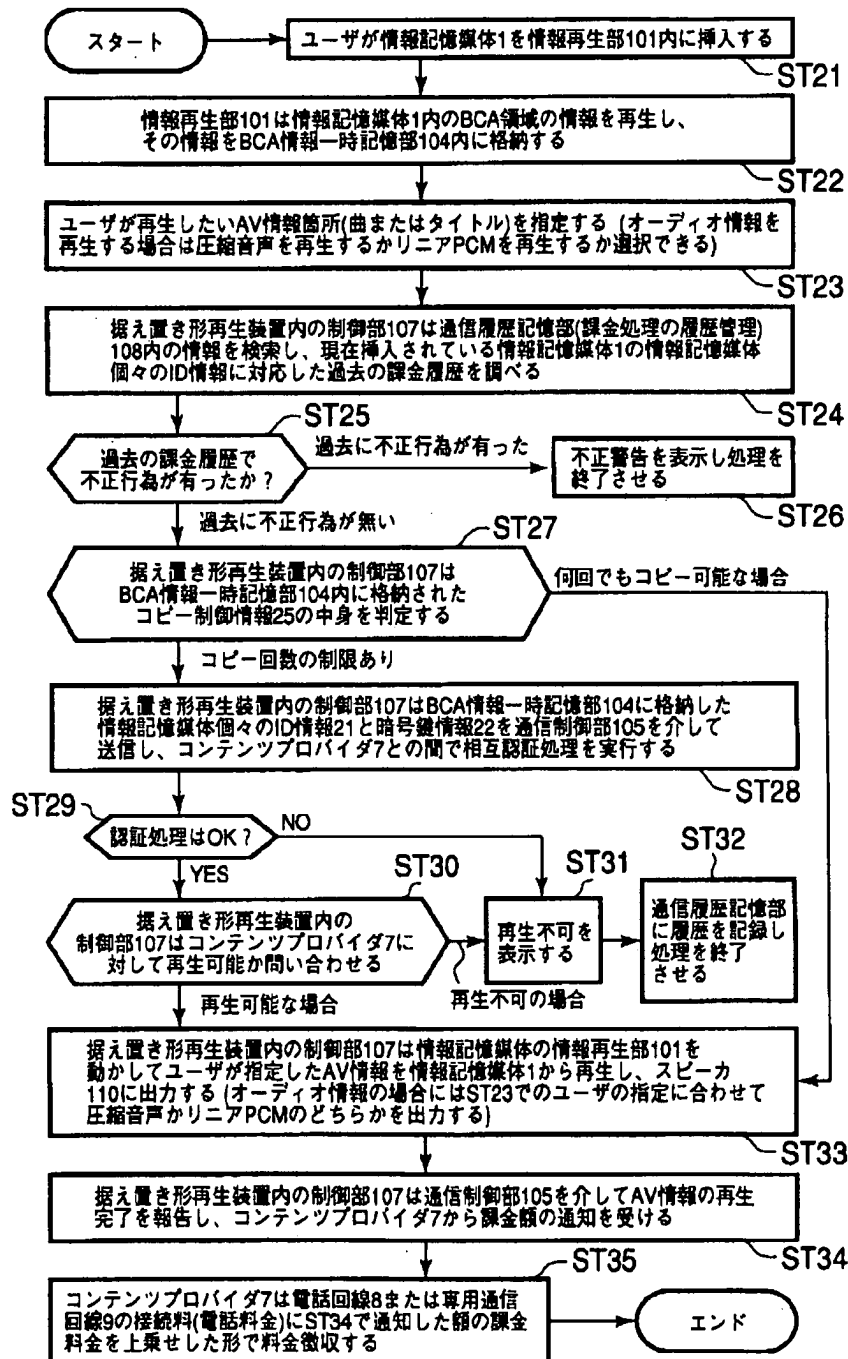 スタート
ユーザが情報記憶媒体1を情報再生部101内に挿入する
ST21
情報再生部101は情報記憶媒体1内のBCA領域の情報を再生し、
その情報をBCA情報一時記憶部104内に格納する
ST22
ユーザが再生したいAV情報箇所(曲またはタイトル)を指定する (オーディオ情報を
再生する場合は圧縮音声を再生するかリニアPCMを再生するか選択できる)
ST23
据え置き形再生装置内の制御部107は通信履歴記憶部(課金処理の履歴管理)
108内の情報を検索し、現在挿入されている情報記憶媒体1の情報記憶媒体
個々のID情報に対応した過去の課金履歴を調べる
ST24
ST25
過去の課金履歴で
不正行為が有ったか?
過去に不正行為が有った
不正警告を表示し処理を
終了させる
ST26
過去に不正行為が無い
ST27
据え置き形再生装置内の制御部107は
BCA情報一時記憶部104内に格納された
コピー制御情報25の中身を判定する
何回でもコピー可能な場合
コピー回数の制限あり
据え置き形再生装置内の制御部107はBCA情報一時記憶部104に格納した
情報記憶媒体個々のID情報21と暗号鍵情報22を通信制御部105を介して
送信し、コンテンツプロバイダ7との間で相互認証処理を実行する
ST28
ST29
認証処理はOK?
NO
YES
ST30
据え置き形再生装置内の
制御部107はコンテンツプロバイダ7に
対して再生可能か問い合わせる
ST31
再生不可を
表示する
ST32
通信履歴記憶部
に履歴を記録し
処理を終了
させる
再生可能な場合
再生不可の場合
据え置き形再生装置内の制御部107は情報記憶媒体の情報再生部101を
動かしてユーザが指定したAV情報を情報記憶媒体1から再生し、スピーカ
110に出力する (オーディオ情報の場合にはST23でのユーザの指定に合わせて
圧縮音声かリニアPCMのどちらかを出力する)
ST33
据え置き形再生装置内の制御部107は通信制御部105を介してAV情報の再生
完了を報告し、コンテンツプロバイダ7から課金額の通知を受ける
ST34
ST35
コンテンツプロバイダ7は電話回線8または専用通信
回線9の接続料(電話料金)にST34で通知した額の課金
料金を上乗せした形で料金徴収する
エンド